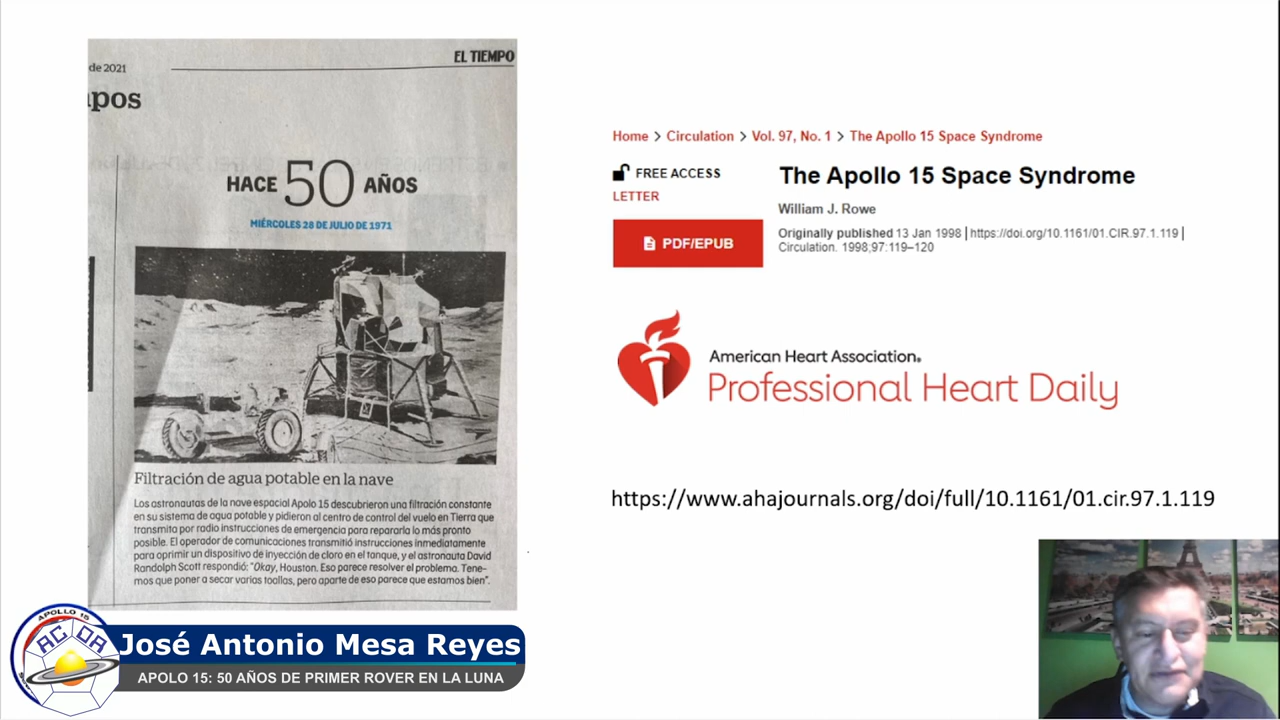 de 2021
EL TIEMPO
HACE 50 AÑOS
MIÉRCOLES 28 DE JULIO DE 1971
Filtración de agua potable en la nave
Los astronautas de la nave espacial Apolo 15 descubrieron una filtración constante
en su sistema de agua potable y pidieron al centro de control del vuelo en Tierra que
transmita por radio instrucciones de emergencia para repararla lo más pronto
posible. El operador de comunicaciones transmitió instrucciones inmediatamente
para oprimir un dispositivo de inyección de cloro en el tanque, y el astronauta David
Randolph Scott respondió: "Okay, Houston. Eso parece resolver el problema. Tene-
mos que poner a secar varias toallas, pero aparte de eso parece que estamos bien".
Home > Circulation > Vol. 97, No. 1 > The Apollo 15 Space Syndrome
FREE ACCESS
LETTER
PDF/EPUB
The Apollo 15 Space Syndrome
William J. Rowe
Originally published 13 Jan 1998 | https://doi.org/10.1161/01.CIR.97.1.119 |
Circulation. 1998;97:119–120
American Heart Association®
Professional Heart Daily
https://www.ahajournals.org/doi/full/10.1161/01.cir.97.1.119
APOLLO 15
ACDA
José Antonio Mesa Reyes
APOLO 15: 50 AÑOS DE PRIMER ROVER EN LA LUNA